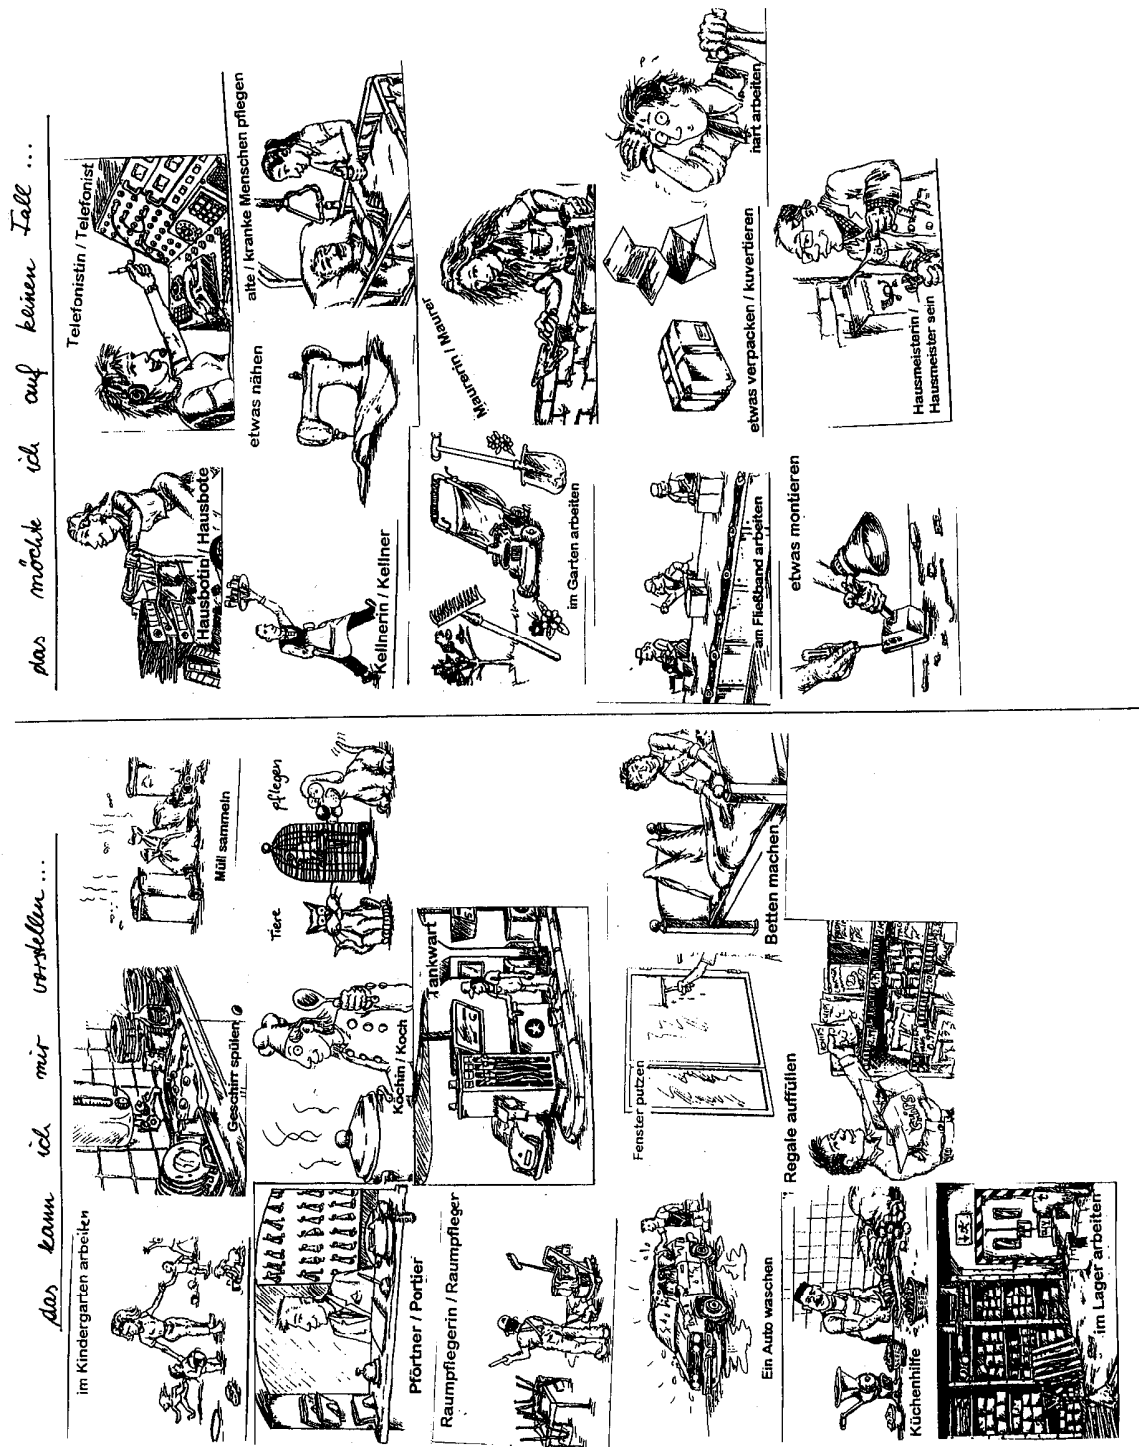 das kann ich mir vorstellen...
im Kindergarten arbeiten
Geschirr spülen
Müll sammeln
Pförtner / Portier
Köchin / Koch
Tiere pflegen
Raumpflegerin / Raumpfleger
Tankwart
Ein Auto waschen
Fenster putzen
Betten machen
Küchenhilfe
Regale auffüllen
im Lager arbeiten
das möchte ich auf keinen Fall ...
Hausbotin / Hausbote
Telefonistin / Telefonist
Kellnerin / Kellner
etwas nähen
alte / kranke Menschen pflegen
im Garten arbeiten
Maurerin / Maurer
am Fließband arbeiten
etwas verpacken / kuvertieren
hart arbeiten
etwas montieren
Hausmeisterin /
Hausmeister sein